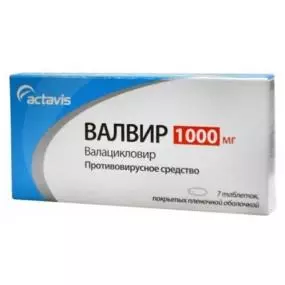 actavis
ВАЛВИР 1000 мг
Валацикловир
Противовирусное средство
7 таблеток,
покрытых пленочной оболочкой